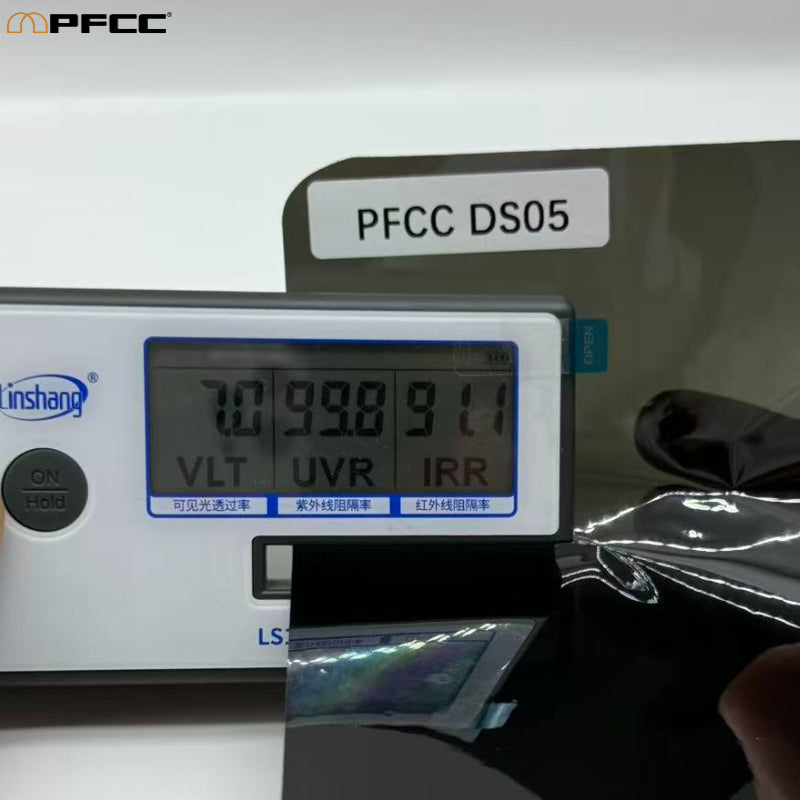 PFCC®
PFCC DS05
OPEN
Linshang®
7.0 99.8 91.1
VLT UVR IRR
可见光透过率 紫外线阻隔率 红外线阻隔率
ON
Hold